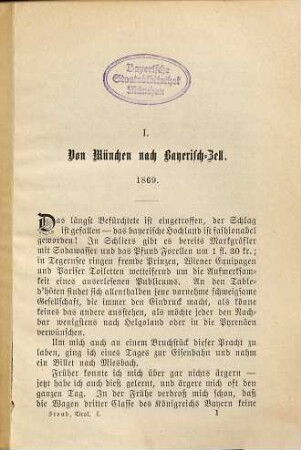 Bayerische
Staatsbibliothek
München
I.
Von München nach Bayerisch-Zell.
1869.
Das längst Befürchtete ist eingetroffen, der Schlag
ist gefallen — das bayerische Hochland ist fashionabel
geworden! In Schliers gibt es bereits Markgräfler
mit Sodawasser und das Pfund Forellen um 1 fl. 30 kr.;
in Tegernsee ringen fremde Prinzen, Wiener Equipagen
und Pariser Toiletten wetteifernd um die Aufmerksam-
keit eines auserlesenen Publicums. An den Table-
d'hôten findet sich allenthalben jene vornehme schweigsame
Gesellschaft, die immer den Eindruck macht, als könne
keines das andere ausstehen, als möchte jedes den Nach-
bar wenigstens nach Helgoland oder in die Pyrenäen
verwünschen.
Um mich auch an einem Bruchstück dieser Pracht zu
laden, ging ich eines Tages zur Eisenbahn und nahm
ein Billet nach Miesbach.
Früher konnte ich mich über gar nichts ärgern —
jetzt habe ich auch dieß gelernt, und ärgere mich oft den
ganzen Tag. In der Frühe verdroß mich schon, daß
die Wagen dritter Classe des Königreichs Bayern keine
Steub, Tirol. I.
1